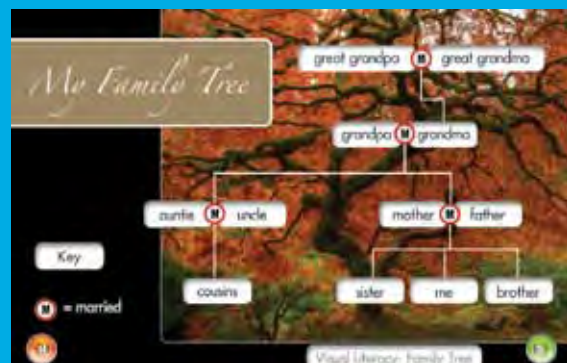 My Family Tree
great grandpa M great grandma
grandpa M grandma
auntie M uncle
mother M father
Key
cousins
sister
me
brother
M = married
Visual Literacy: Family Tree